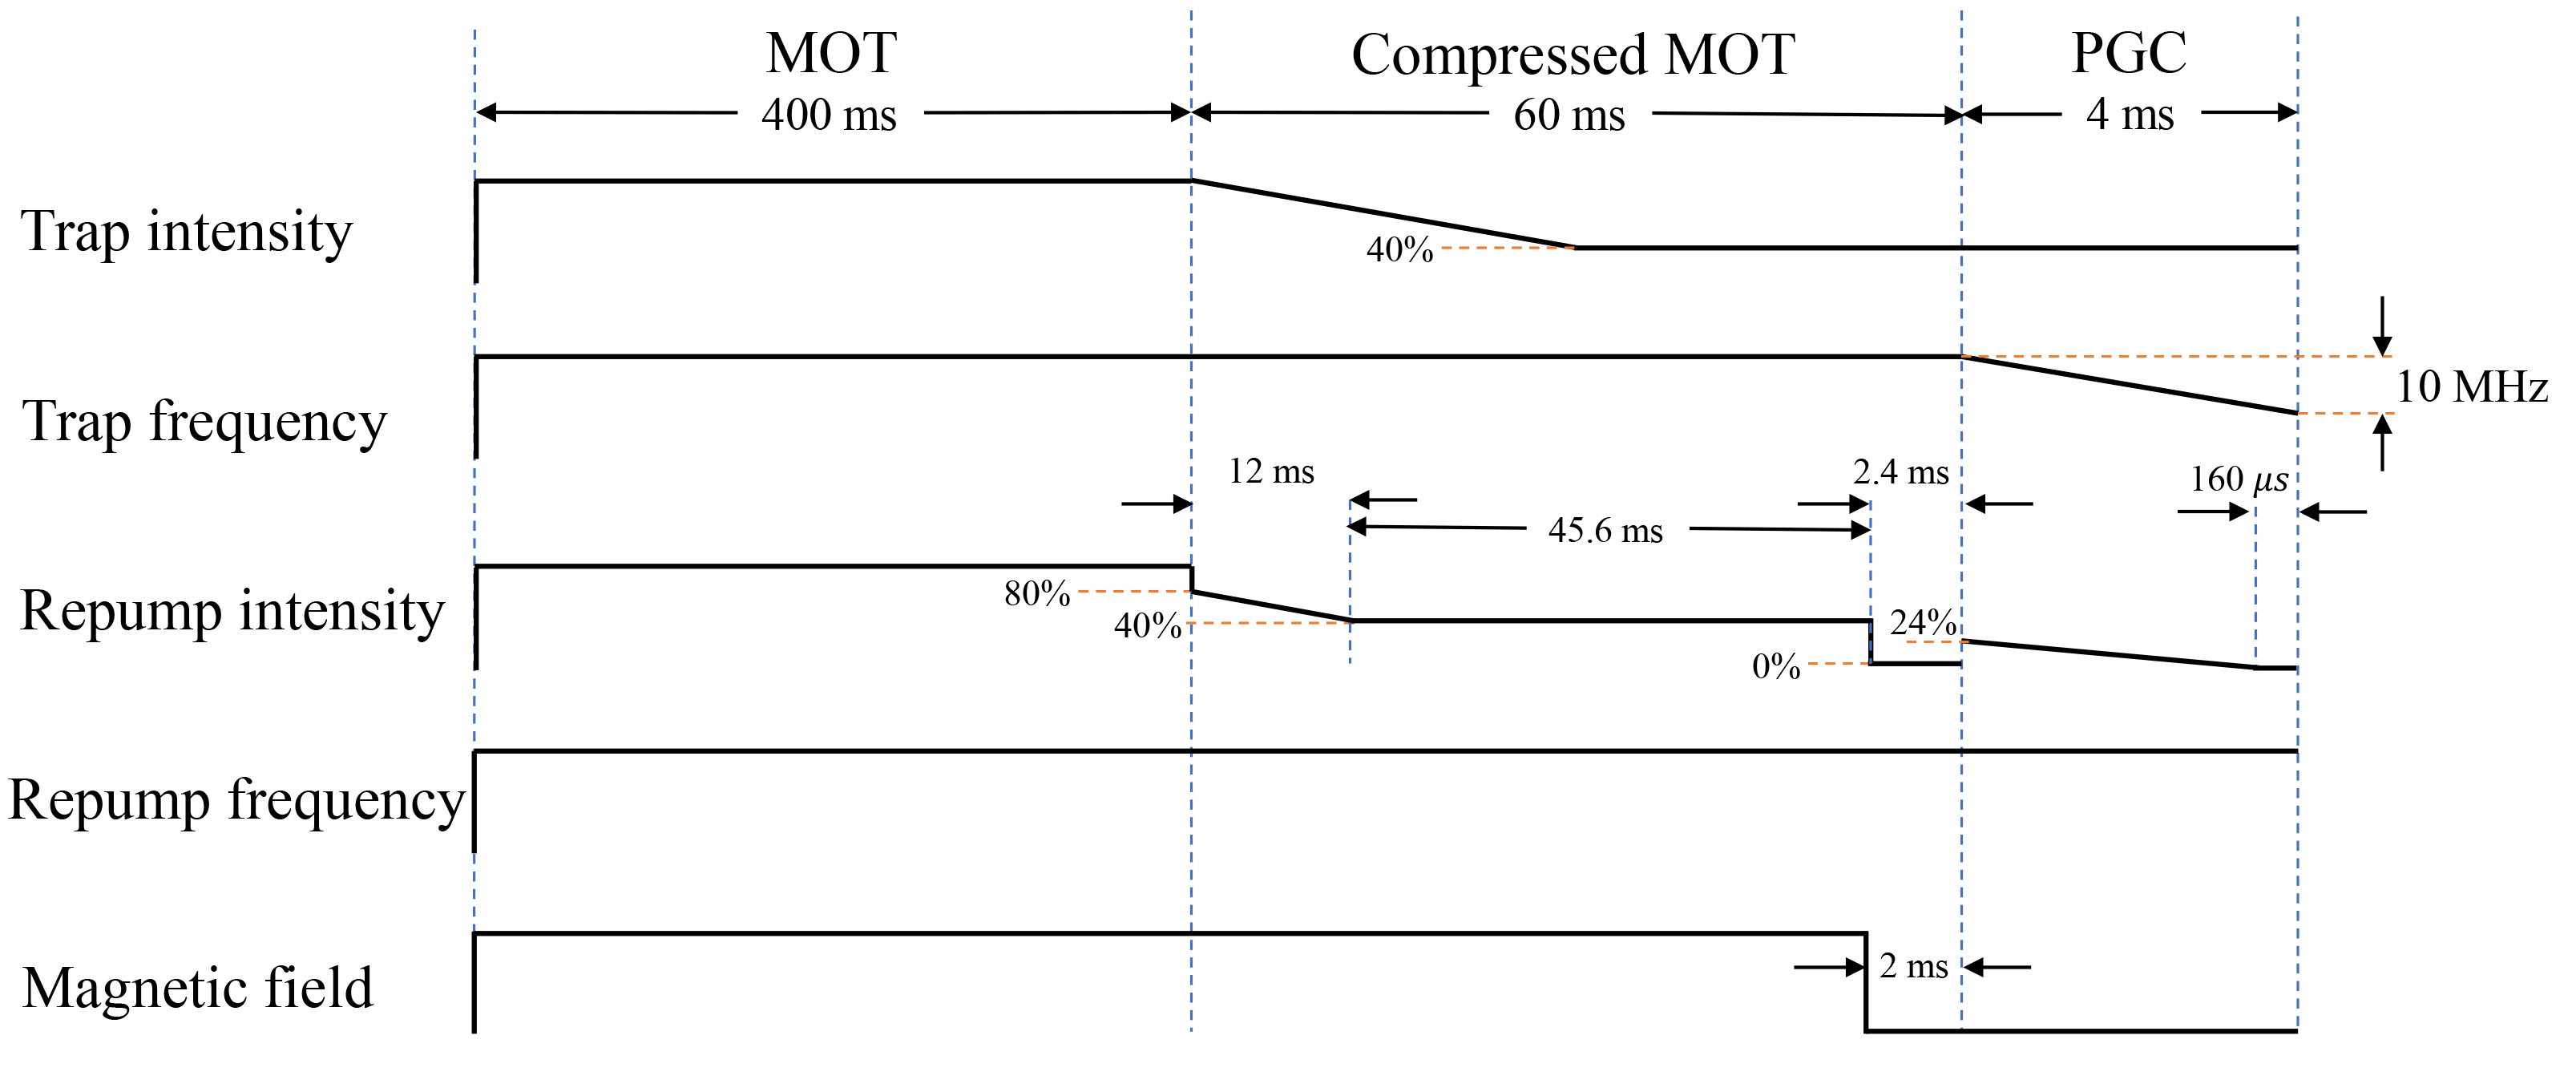 MOT
Compressed MOT
PGC
400 ms
60 ms
4 ms
Trap intensity
40%
10 MHz
Trap frequency
12 ms
2.4 ms
160 μs
45.6 ms
Repump intensity
80%
40%
24%
0%
Repump frequency
Magnetic field
2 ms